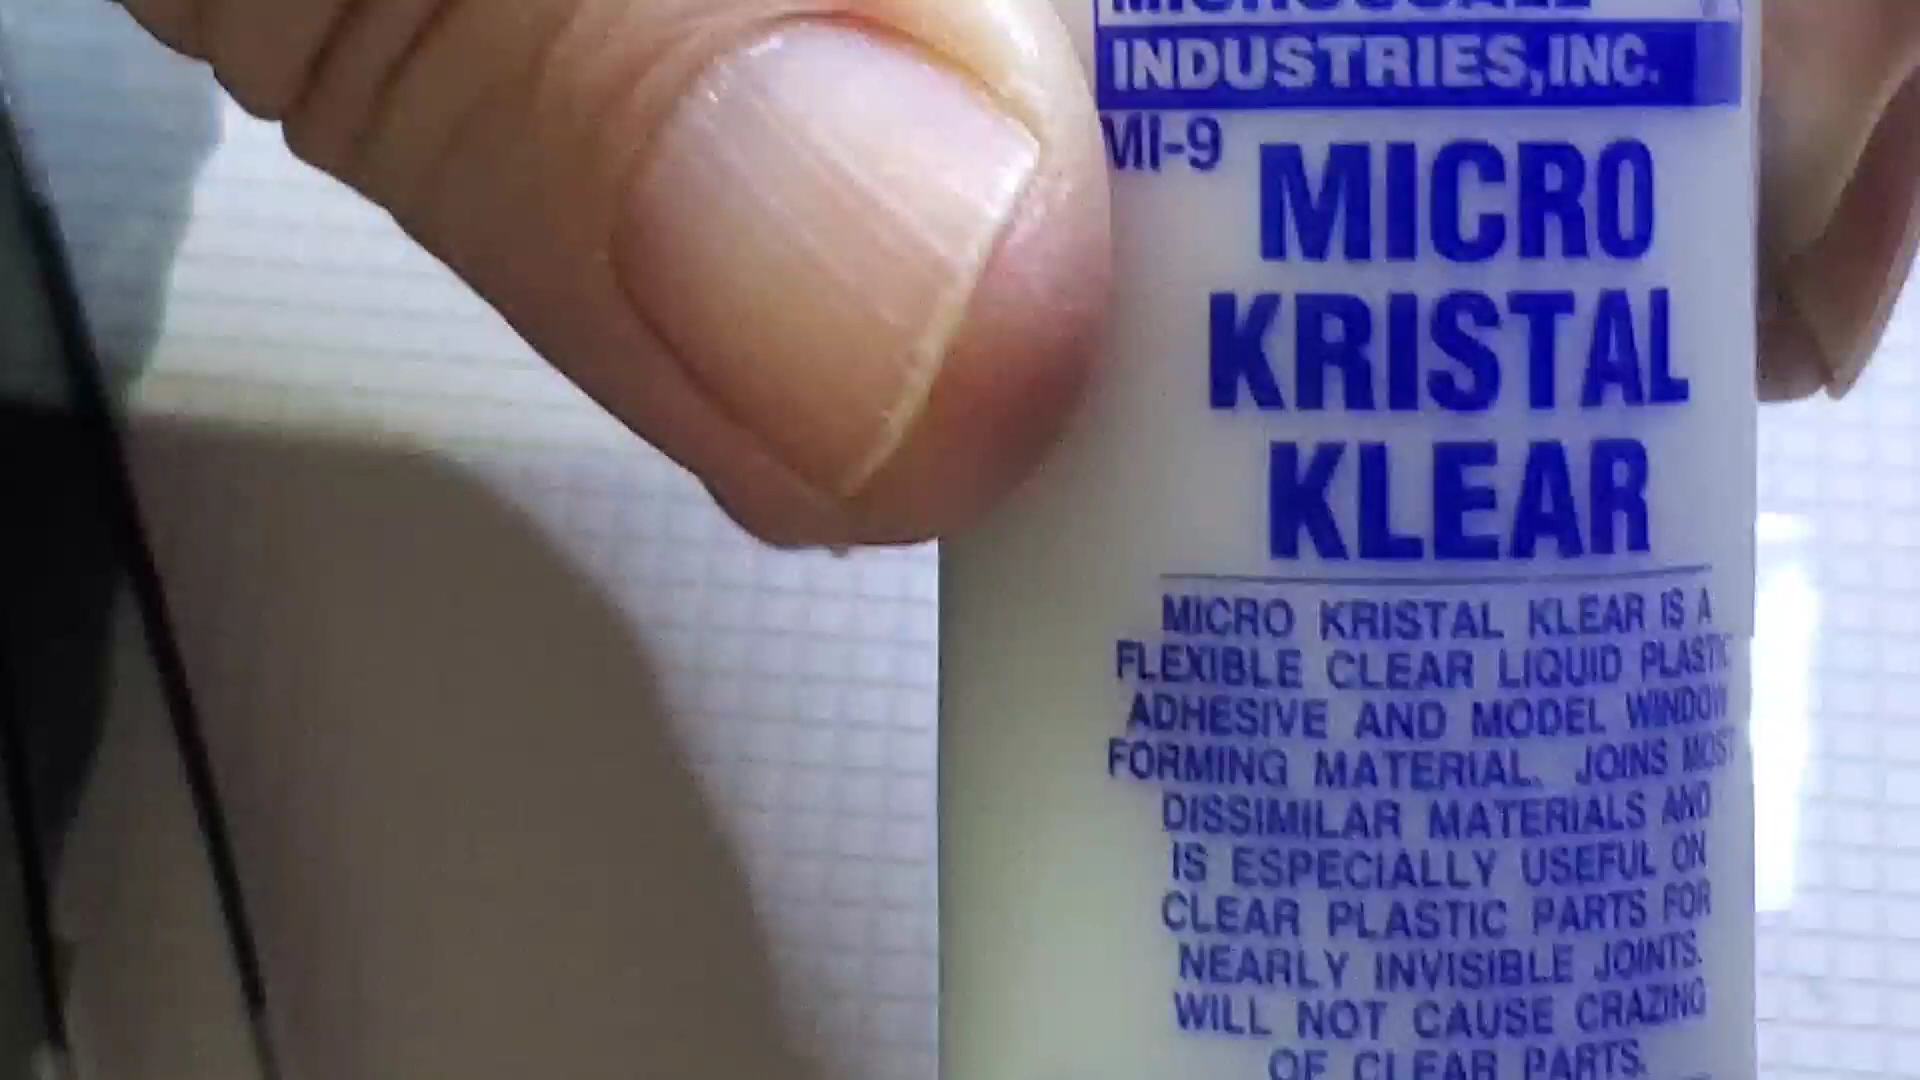 MICROSCALE
INDUSTRIES, INC.
MI-9
MICRO
KRISTAL
KLEAR
MICRO KRISTAL KLEAR IS A
FLEXIBLE CLEAR LIQUID PLASTIC
ADHESIVE AND MODEL WINDOW
FORMING MATERIAL. JOINS MOST
DISSIMILAR MATERIALS AND
IS ESPECIALLY USEFUL ON
CLEAR PLASTIC PARTS FOR
NEARLY INVISIBLE JOINTS.
WILL NOT CAUSE CRAZING
OF CLEAR PARTS.